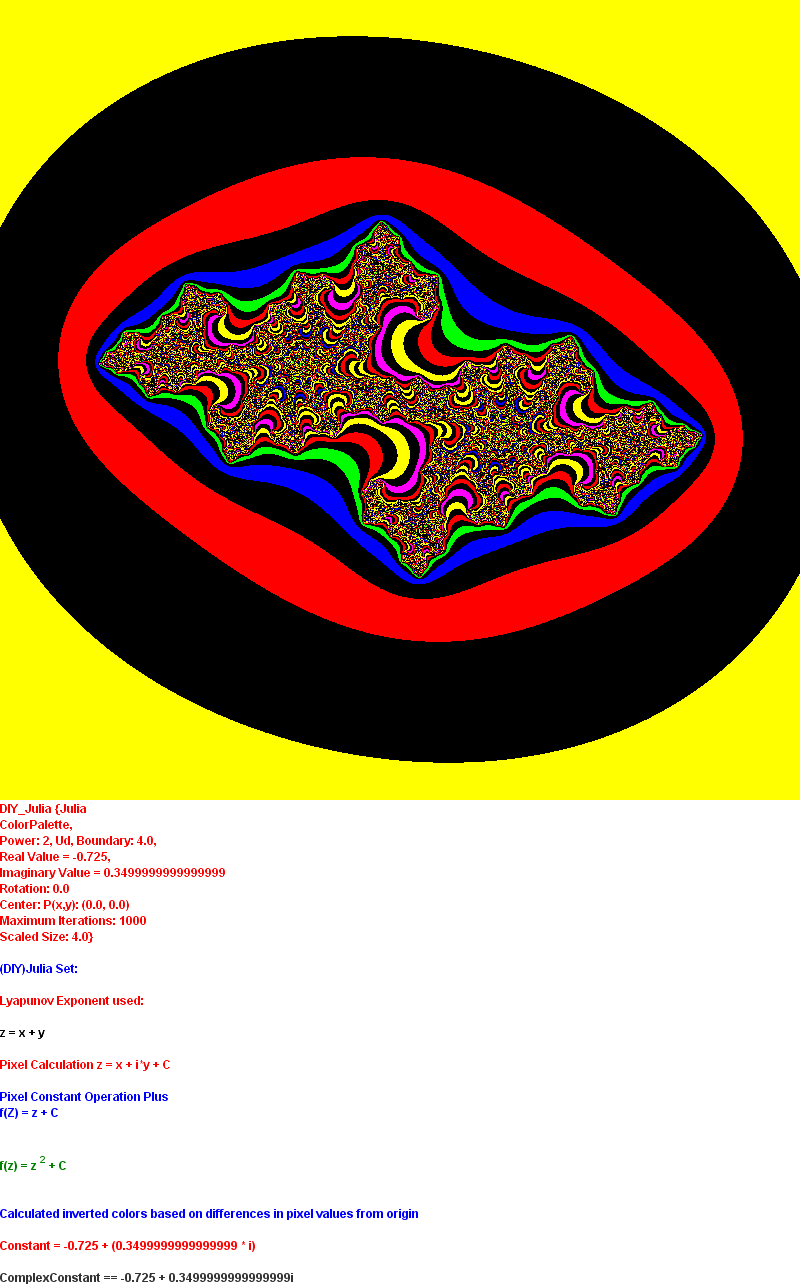 DIY_Julia {Julia
ColorPalette,
Power: 2, Ud, Boundary: 4.0,
Real Value = -0.725,
Imaginary Value = 0.3499999999999999
Rotation: 0.0
Center: P(x,y): (0.0, 0.0)
Maximum Iterations: 1000
Scaled Size: 4.0}
(DIY)Julia Set:
Lyapunov Exponent used:
z = x + y
Pixel Calculation z = x + i*y + C
Pixel Constant Operation Plus
f(Z) = z + C
f(z) = z 2 + C
Calculated inverted colors based on differences in pixel values from origin
Constant = -0.725 + (0.3499999999999999 * i)
ComplexConstant == -0.725 + 0.3499999999999999i